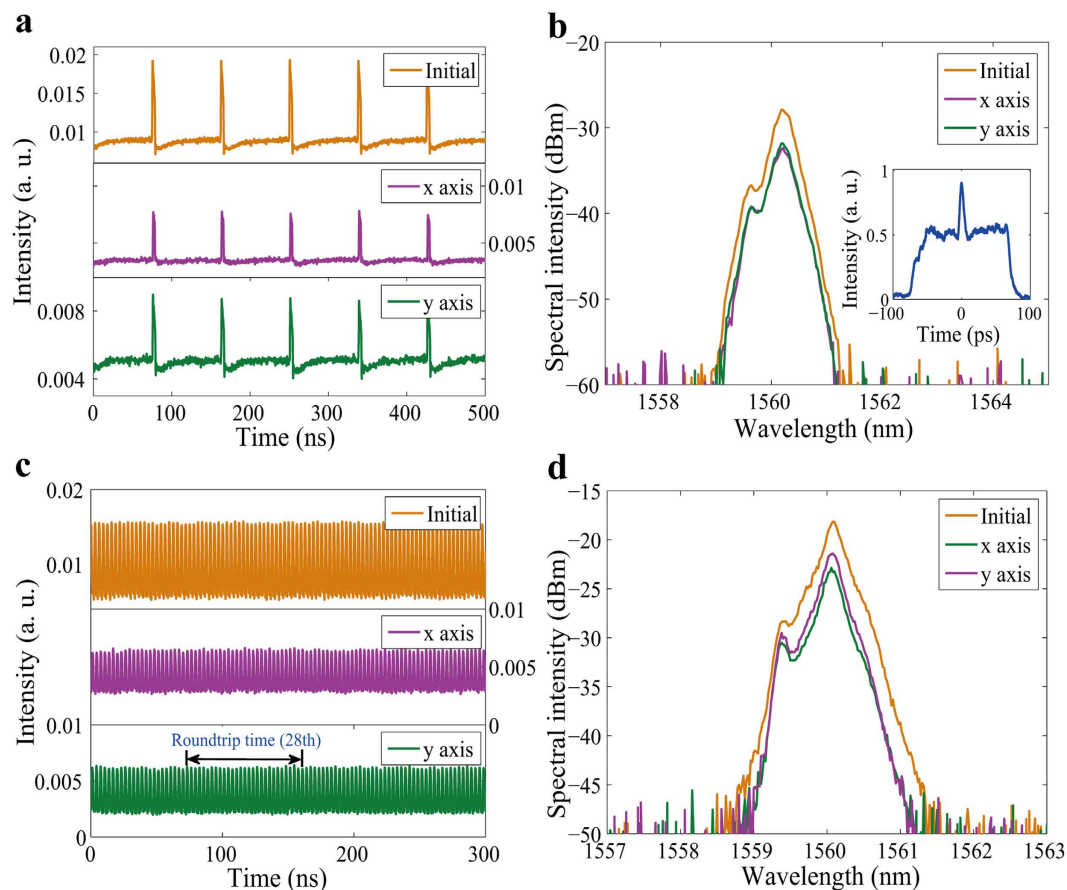 a
0.02
0.015
0.01
Initial
0.01
0.005
x axis
0.008
0.004
y axis
Intensity (a. u.)
0 100 200 300 400 500
Time (ns)
b
−20
−30
−40
−50
−60
Spectral intensity (dBm)
Initial
x axis
y axis
1
0.5
0
Intensity (a. u.)
−100 0 100
Time (ps)
1558 1560 1562 1564
Wavelength (nm)
c
0.02
0.01
Initial
0.01
0.005
0
x axis
0.01
0.005
0
y axis
Roundtrip time (28th)
Intensity (a. u.)
0 100 200 300
Time (ns)
d
−15
−20
−25
−30
−35
−40
−45
−50
Spectral intensity (dBm)
Initial
x axis
y axis
1557 1558 1559 1560 1561 1562 1563
Wavelength (nm)